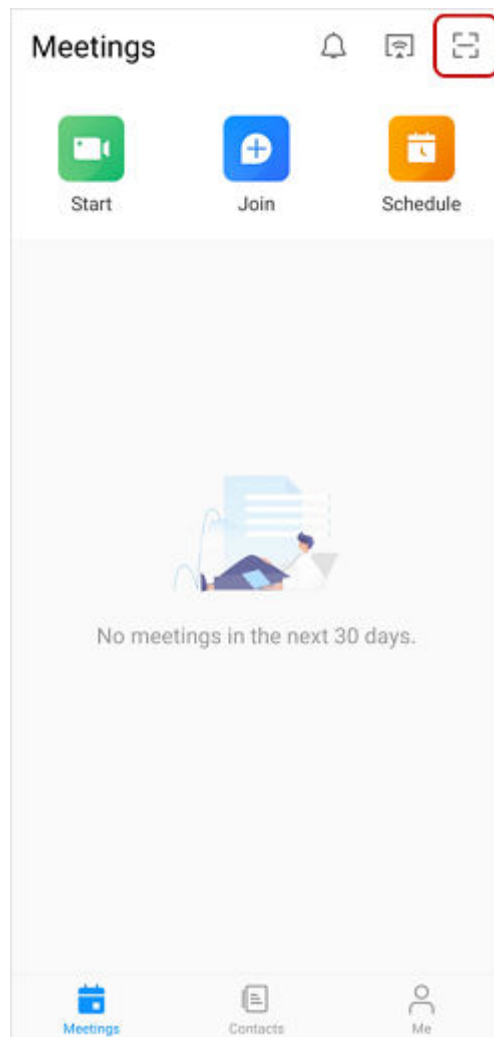 Meetings
Start
Join
Schedule
No meetings in the next 30 days.
Meetings
Contacts
Me